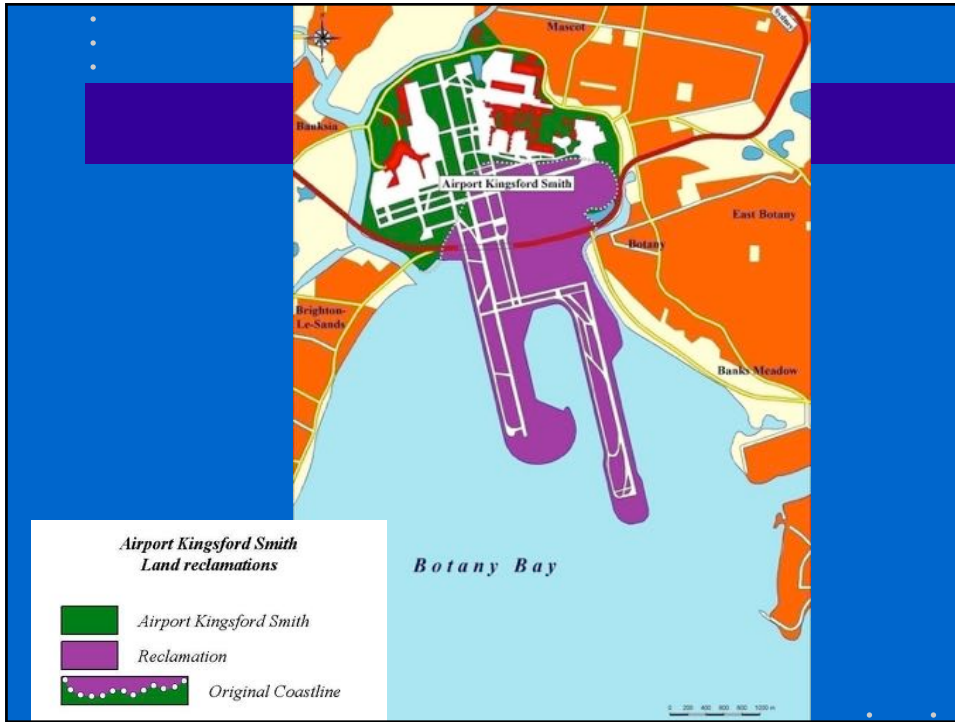 Sydney
Mascot
Banksia
Airport Kingsford Smith
East Botany
Botany
Brighton-
Le-Sands
Banks Meadow
Botany Bay
Airport Kingsford Smith
Land reclamations
Airport Kingsford Smith
Reclamation
Original Coastline
0 200 400 600 800 1000 m